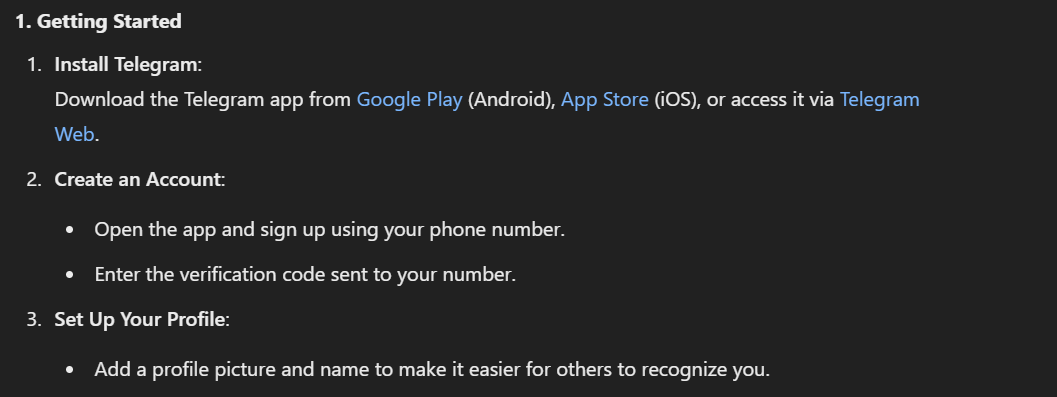 1. Getting Started
1. Install Telegram:
Download the Telegram app from Google Play (Android), App Store (iOS), or access it via Telegram
Web.
2. Create an Account:
• Open the app and sign up using your phone number.
• Enter the verification code sent to your number.
3. Set Up Your Profile:
• Add a profile picture and name to make it easier for others to recognize you.